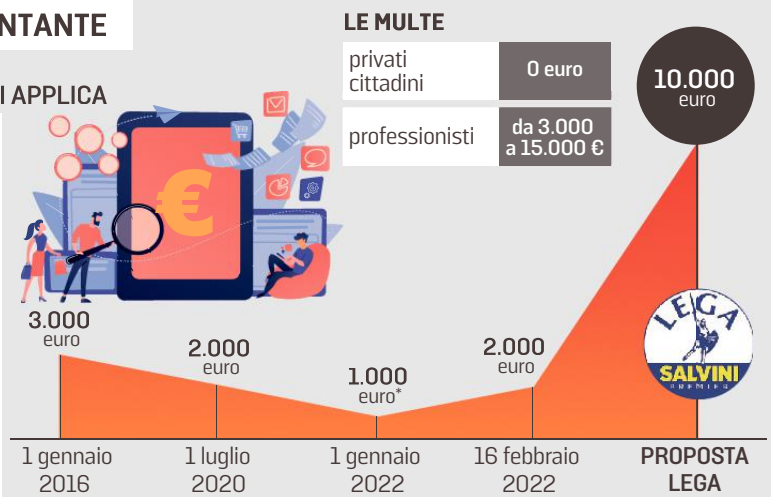 NTANTE
I APPLICA
LE MULTE
privati
cittadini
0 euro
professionisti
da 3.000
a 15.000 €
10.000
euro
€
3.000
euro
2.000
euro
1.000
euro*
2.000
euro
LEGA
SALVINI
PREMIER
1 gennaio
2016
1 luglio
2020
1 gennaio
2022
16 febbraio
2022
PROPOSTA
LEGA